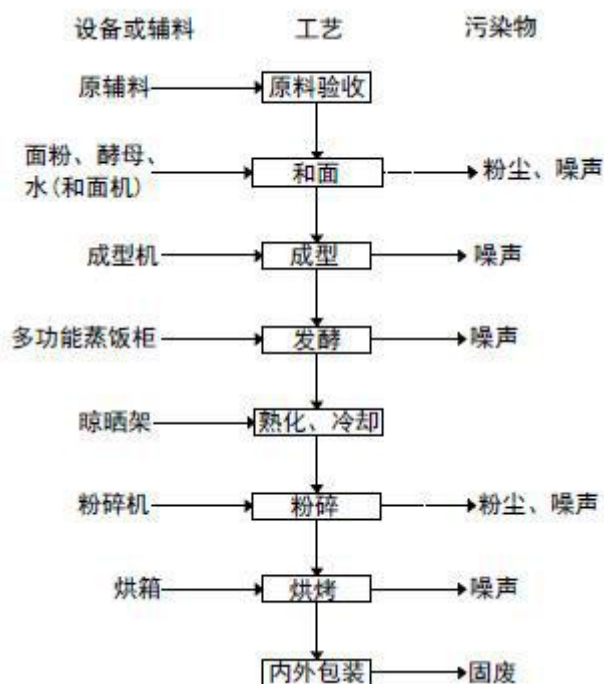 设备或辅料 工艺 污染物
原辅料 原料验收
面粉、酵母、
水(和面机) 和面 粉尘、噪声
成型机 成型 噪声
多功能蒸饭柜 发酵 噪声
晾晒架 熟化、冷却
粉碎机 粉碎 粉尘、噪声
烘箱 烘烤 噪声
内外包装 固废